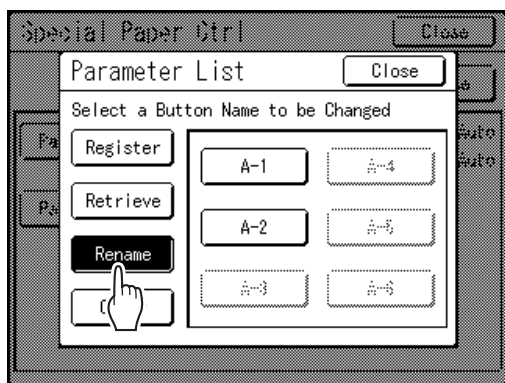 Special Paper Ctrl
Close
Parameter List
Close
Select a Button Name to be Changed
Auto
Auto
Register
Retrieve
Rename
A-1
A-4
A-2
A-5
A-3
A-6